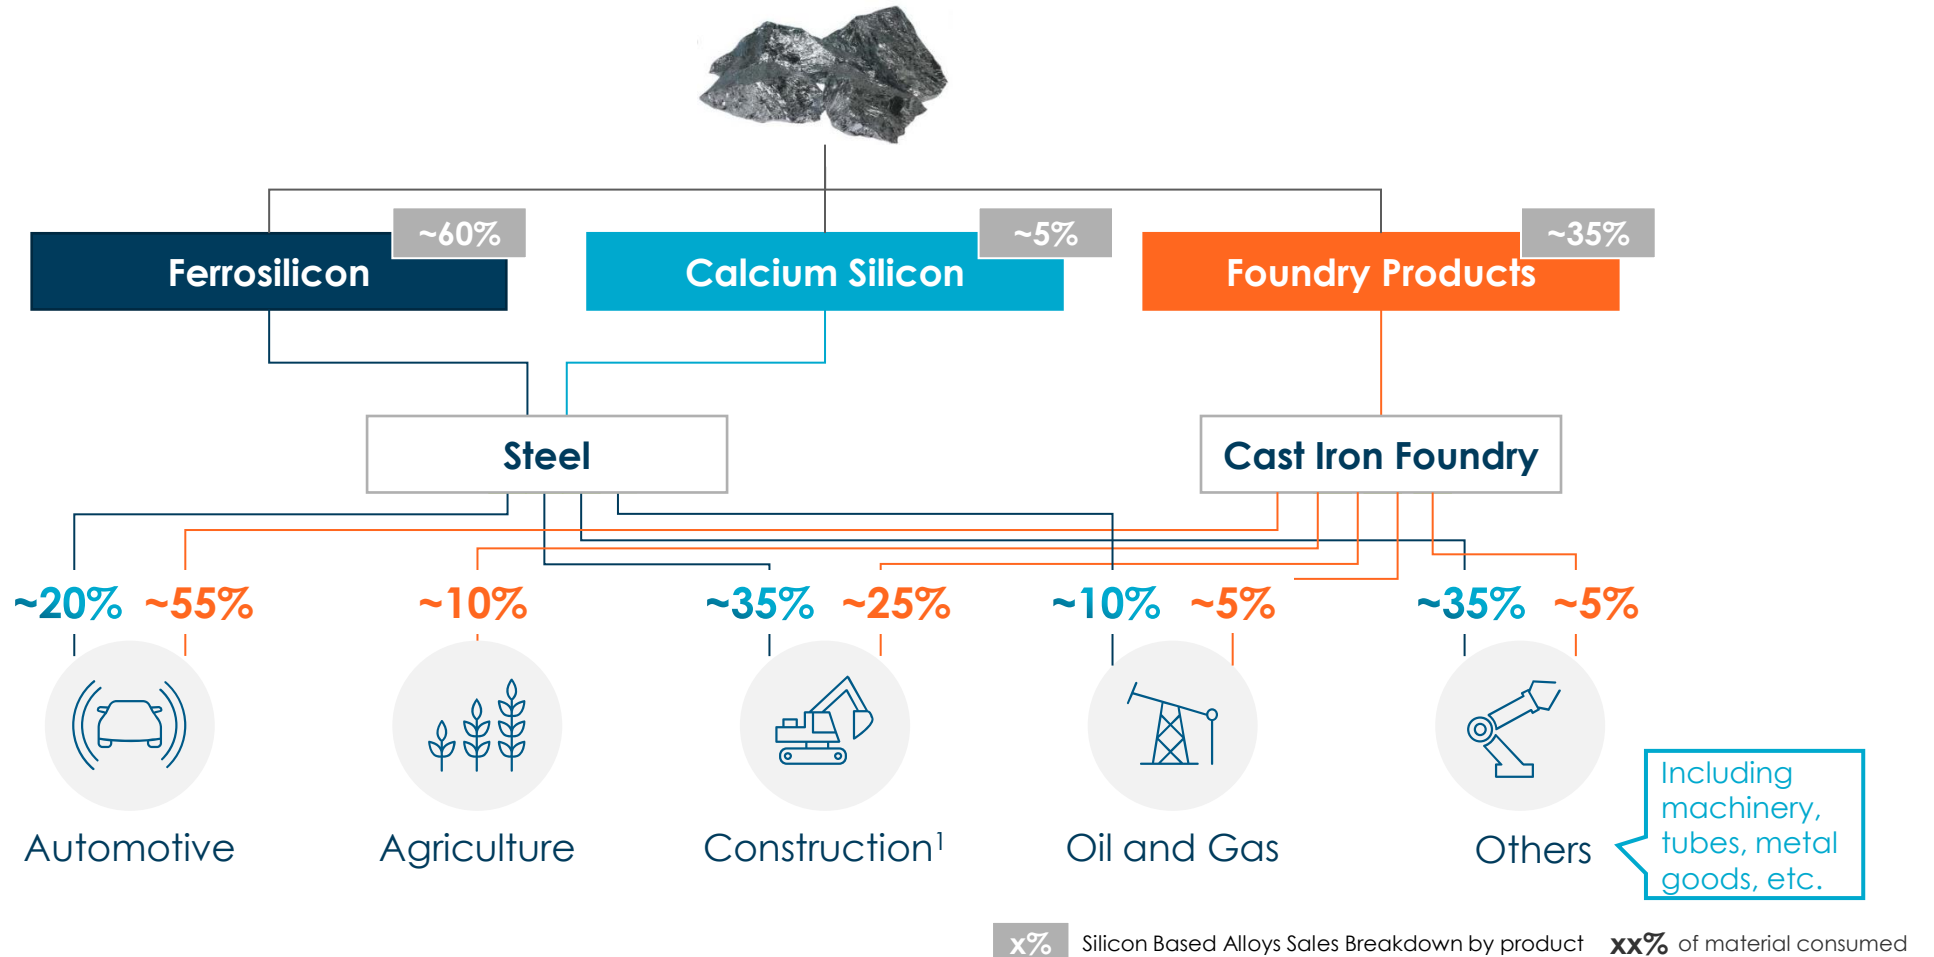 ~60%
~5%
~35%
Ferrosilicon
Calcium Silicon
Foundry Products
Steel
Cast Iron Foundry
~20% ~55%
~10%
~35% ~25%
~10% ~5%
~35% ~5%
Automotive
Agriculture
Construction¹
Oil and Gas
Others
Including
machinery,
tubes, metal
goods, etc.
x% Silicon Based Alloys Sales Breakdown by product
xx% of material consumed